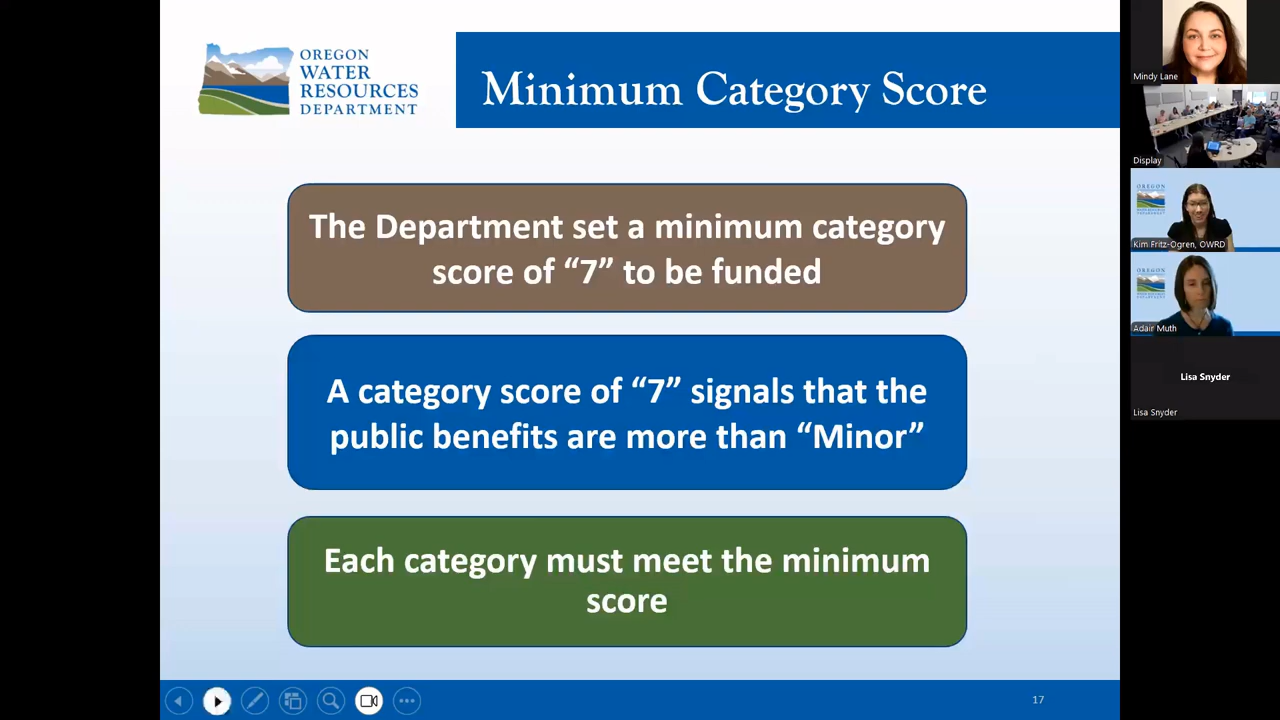 OREGON
WATER
RESOURCES
DEPARTMENT
Minimum Category Score
The Department set a minimum category
score of “7” to be funded
A category score of “7” signals that the
public benefits are more than “Minor”
Each category must meet the minimum
score
17
Mindy Lane
Display
Kim Fritz-Ogren, OWRD
Adair Muth
Lisa Snyder
Lisa Snyder